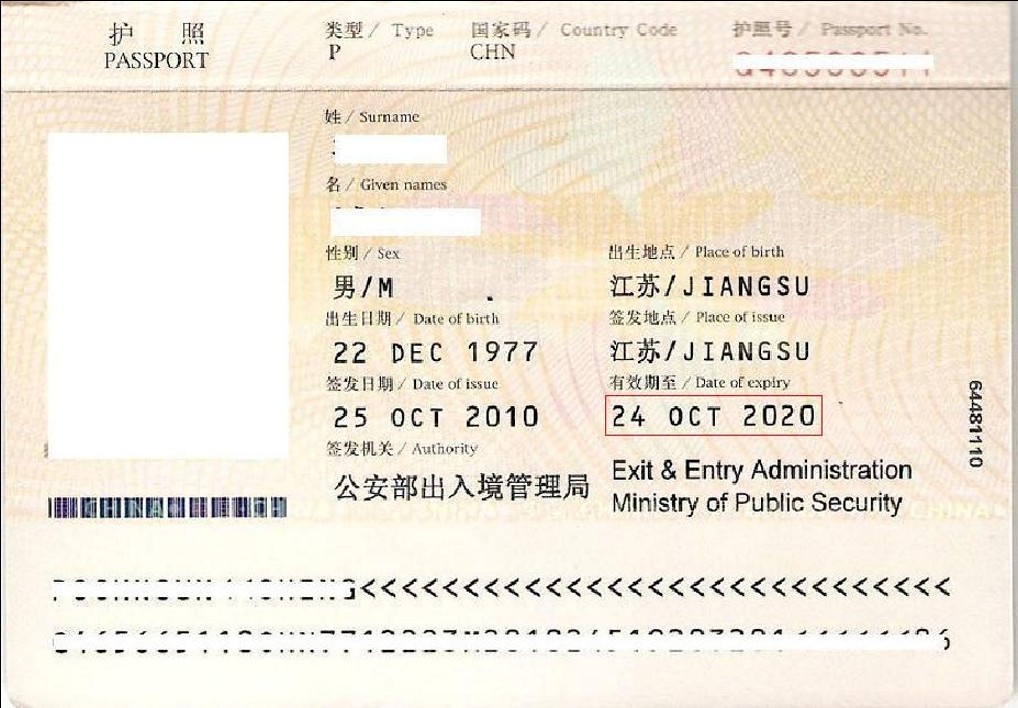 护 照
PASSPORT
类型 / Type
P
国家码 / Country Code
CHN
护照号 / Passport No.
姓 / Surname
名 / Given names
性别 / Sex
男/M
出生地点 / Place of birth
江苏/JIANGSU
出生日期 / Date of birth
22 DEC 1977
签发地点 / Place of issue
江苏/JIANGSU
签发日期 / Date of issue
25 OCT 2010
有效期至 / Date of expiry
24 OCT 2020
签发机关 / Authority
公安部出入境管理局
Exit & Entry Administration
Ministry of Public Security
64481110
<<<<<<<<<<<<<<<<<<<<<<<<<<<<<